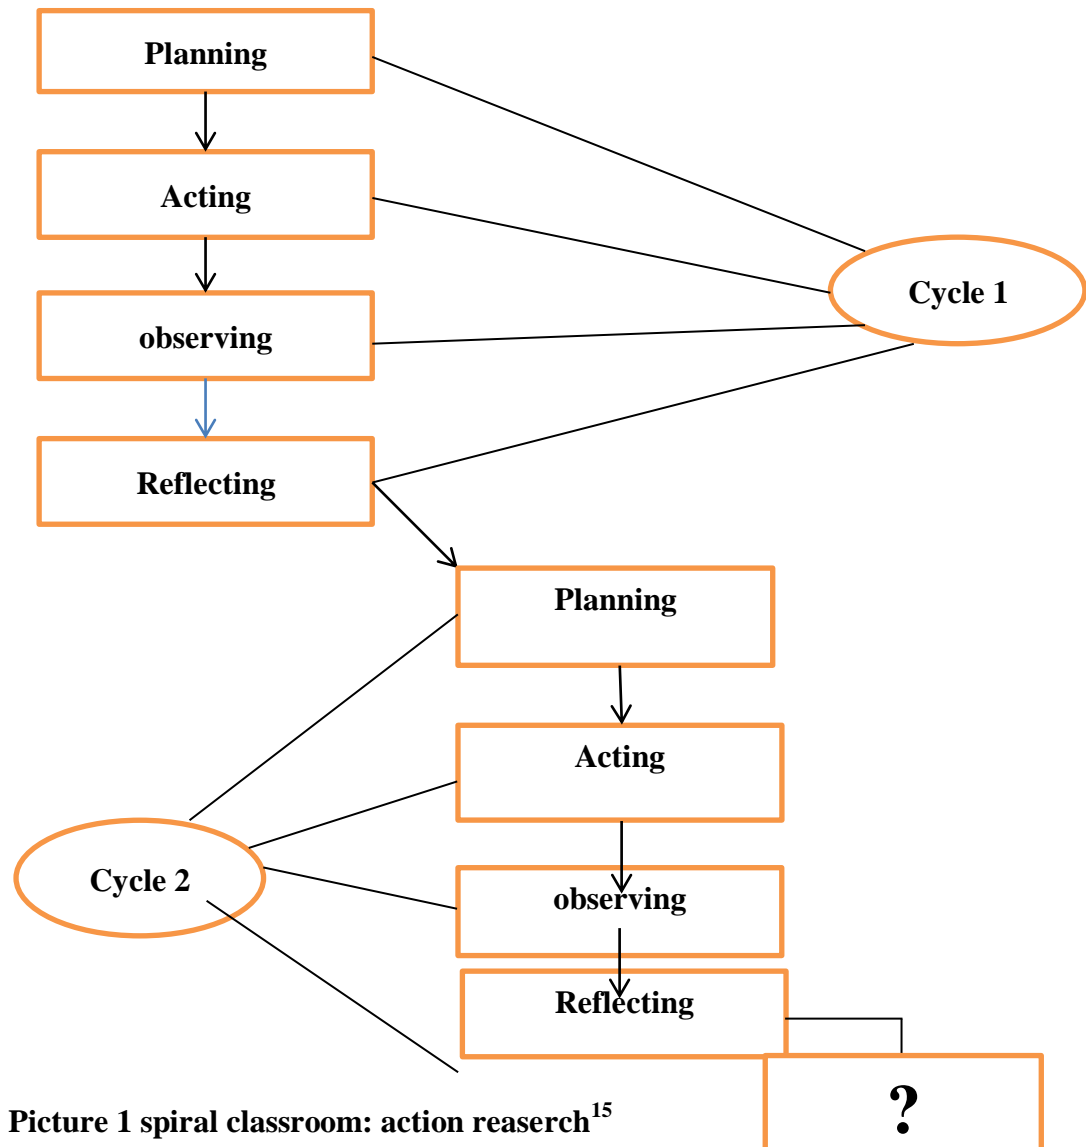 Planning
Acting
Cycle 1
observing
Reflecting
Planning
Acting
Cycle 2
observing
Reflecting
?
Picture 1 spiral classroom: action reaserch15